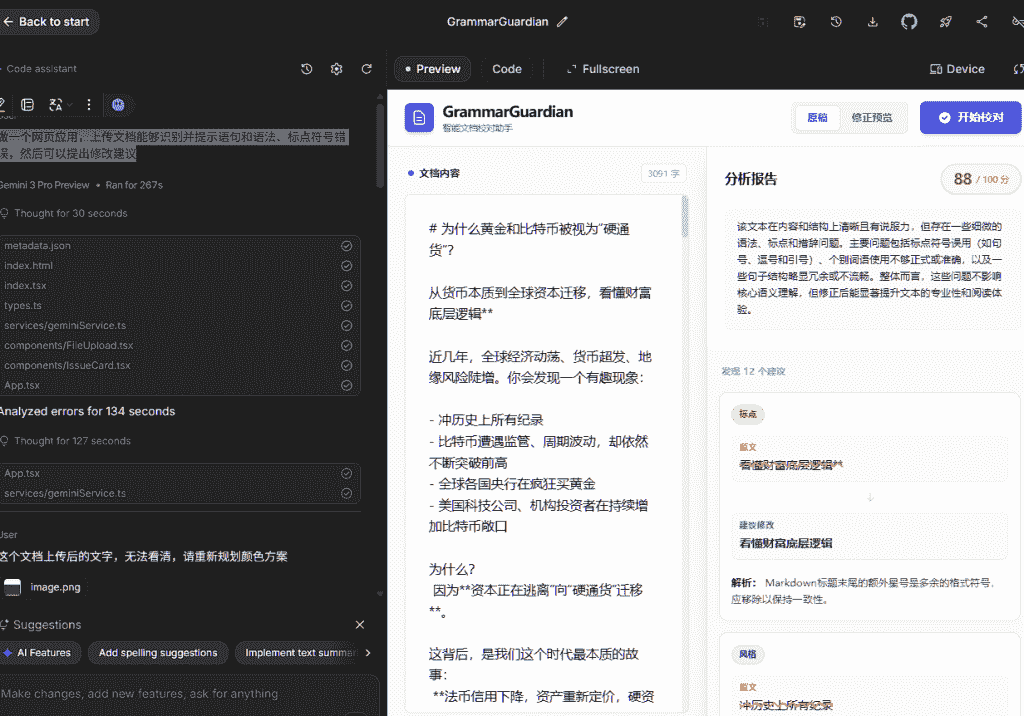 ← Back to start
GrammarGuardian
Code assistant
做一个网页应用，上传文档能够识别并提示语句和语法、标点符号错
误，然后可以提出修改建议
Gemini 3 Pro Preview • Ran for 267s
Thought for 30 seconds
metadata.json
index.html
index.tsx
types.ts
services/geminiService.ts
components/FileUpload.tsx
components/IssueCard.tsx
App.tsx
Analyzed errors for 134 seconds
Thought for 127 seconds
App.tsx
services/geminiService.ts
User
这个文档上传后的文字，无法看清，请重新规划颜色方案
image.png
Suggestions
AI Features
Add spelling suggestions
Implement text summar
Make changes, add new features, ask for anything
Preview
Code
Fullscreen
Device
GrammarGuardian
智能文档校对助手
原稿
修正预览
开始校对
文档内容
3091 字
# 为什么黄金和比特币被视为“硬通
货”?
从货币本质到全球资本迁移，看懂财富
底层逻辑**
近几年，全球经济动荡、货币超发、地
缘风险陡增。你会发现一个有趣现象：
- 冲历史上所有纪录
- 比特币遭遇监管、周期波动，却依然
不断突破前高
- 全球各国央行在疯狂买黄金
- 美国科技公司、机构投资者在持续增
加比特币敞口
为什么?
因为**资本正在逃离“向”硬通货”迁移
**。
这背后，是我们这个时代最本质的故
事：
**法币信用下降，资产重新定价，硬资
分析报告
88 / 100 分
该文本在内容和结构上清晰且有说服力，但存在一些细微的
语法、标点和措辞问题。主要问题包括标点符号误用（如句
号、逗号和引号）、个别词语使用不够正式或准确，以及一
些句子结构略显冗余或不流畅。整体而言，这些问题不影响
核心语义理解，但修正后能显著提升文本的专业性和阅读体
验。
发现 12 个建议
标点
原文
看懂财富底层逻辑**
建议修改
看懂财富底层逻辑
解析： Markdown标题末尾的额外星号是多余的格式符号，
应移除以保持一致性。
风格
原文
冲历史上所有纪录